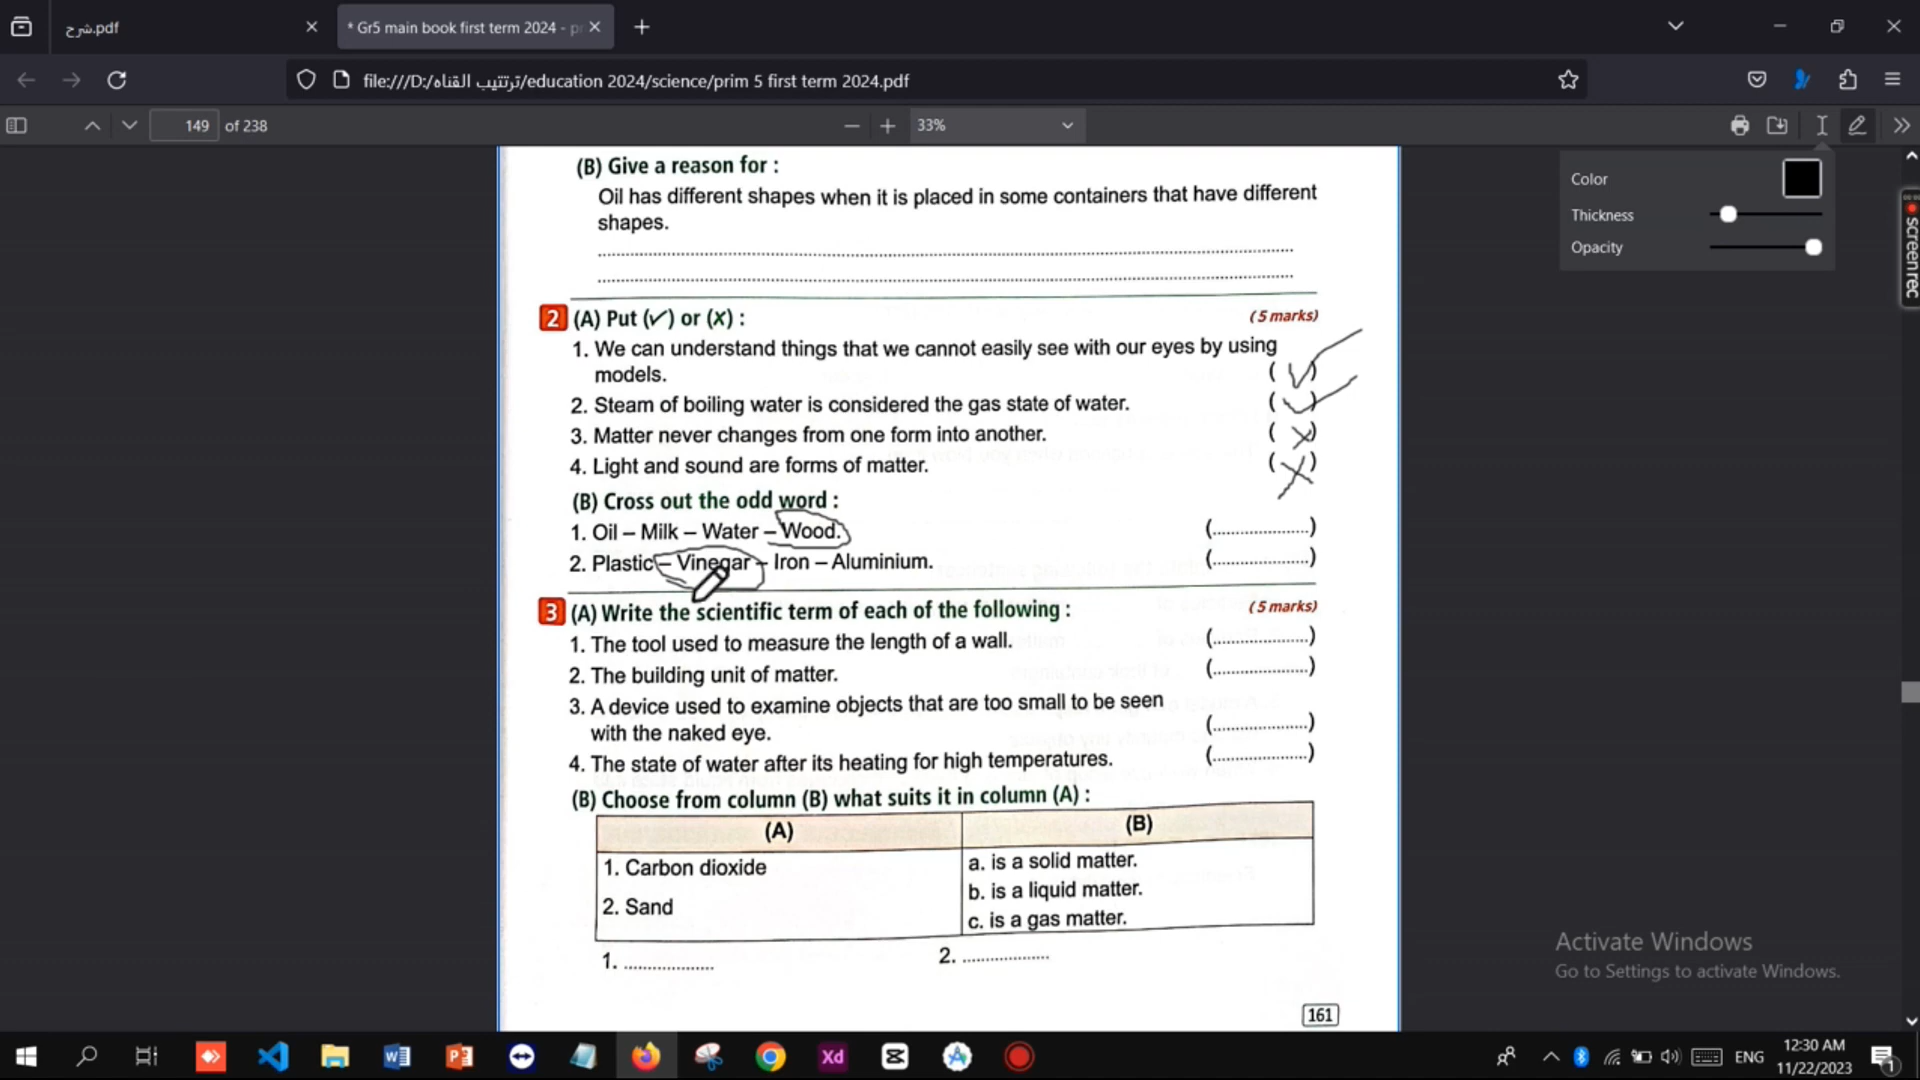 شرح.pdf
* Gr5 main book first term 2024 - pr
file:///D:/ترتتيب القناه/education 2024/science/prim 5 first term 2024.pdf
149 of 238
33%
Color
Thickness
Opacity
screenrec
(B) Give a reason for :
Oil has different shapes when it is placed in some containers that have different
shapes.
2 (A) Put (✓) or (x) : (5 marks)
1. We can understand things that we cannot easily see with our eyes by using
models. ( ✓ )
2. Steam of boiling water is considered the gas state of water. ( ✓ )
3. Matter never changes from one form into another. ( x )
4. Light and sound are forms of matter. ( x )
(B) Cross out the odd word :
1. Oil – Milk – Water – Wood. (....................)
2. Plastic – Vinegar – Iron – Aluminium. (....................)
3 (A) Write the scientific term of each of the following : (5 marks)
1. The tool used to measure the length of a wall. (....................)
2. The building unit of matter. (....................)
3. A device used to examine objects that are too small to be seen
with the naked eye. (....................)
4. The state of water after its heating for high temperatures. (....................)
(B) Choose from column (B) what suits it in column (A) :
(A) (B)
1. Carbon dioxide a. is a solid matter.
b. is a liquid matter.
2. Sand c. is a gas matter.
1. .................... 2. ....................
161
Activate Windows
Go to Settings to activate Windows.
Xd
ENG
12:30 AM
11/22/2023
1